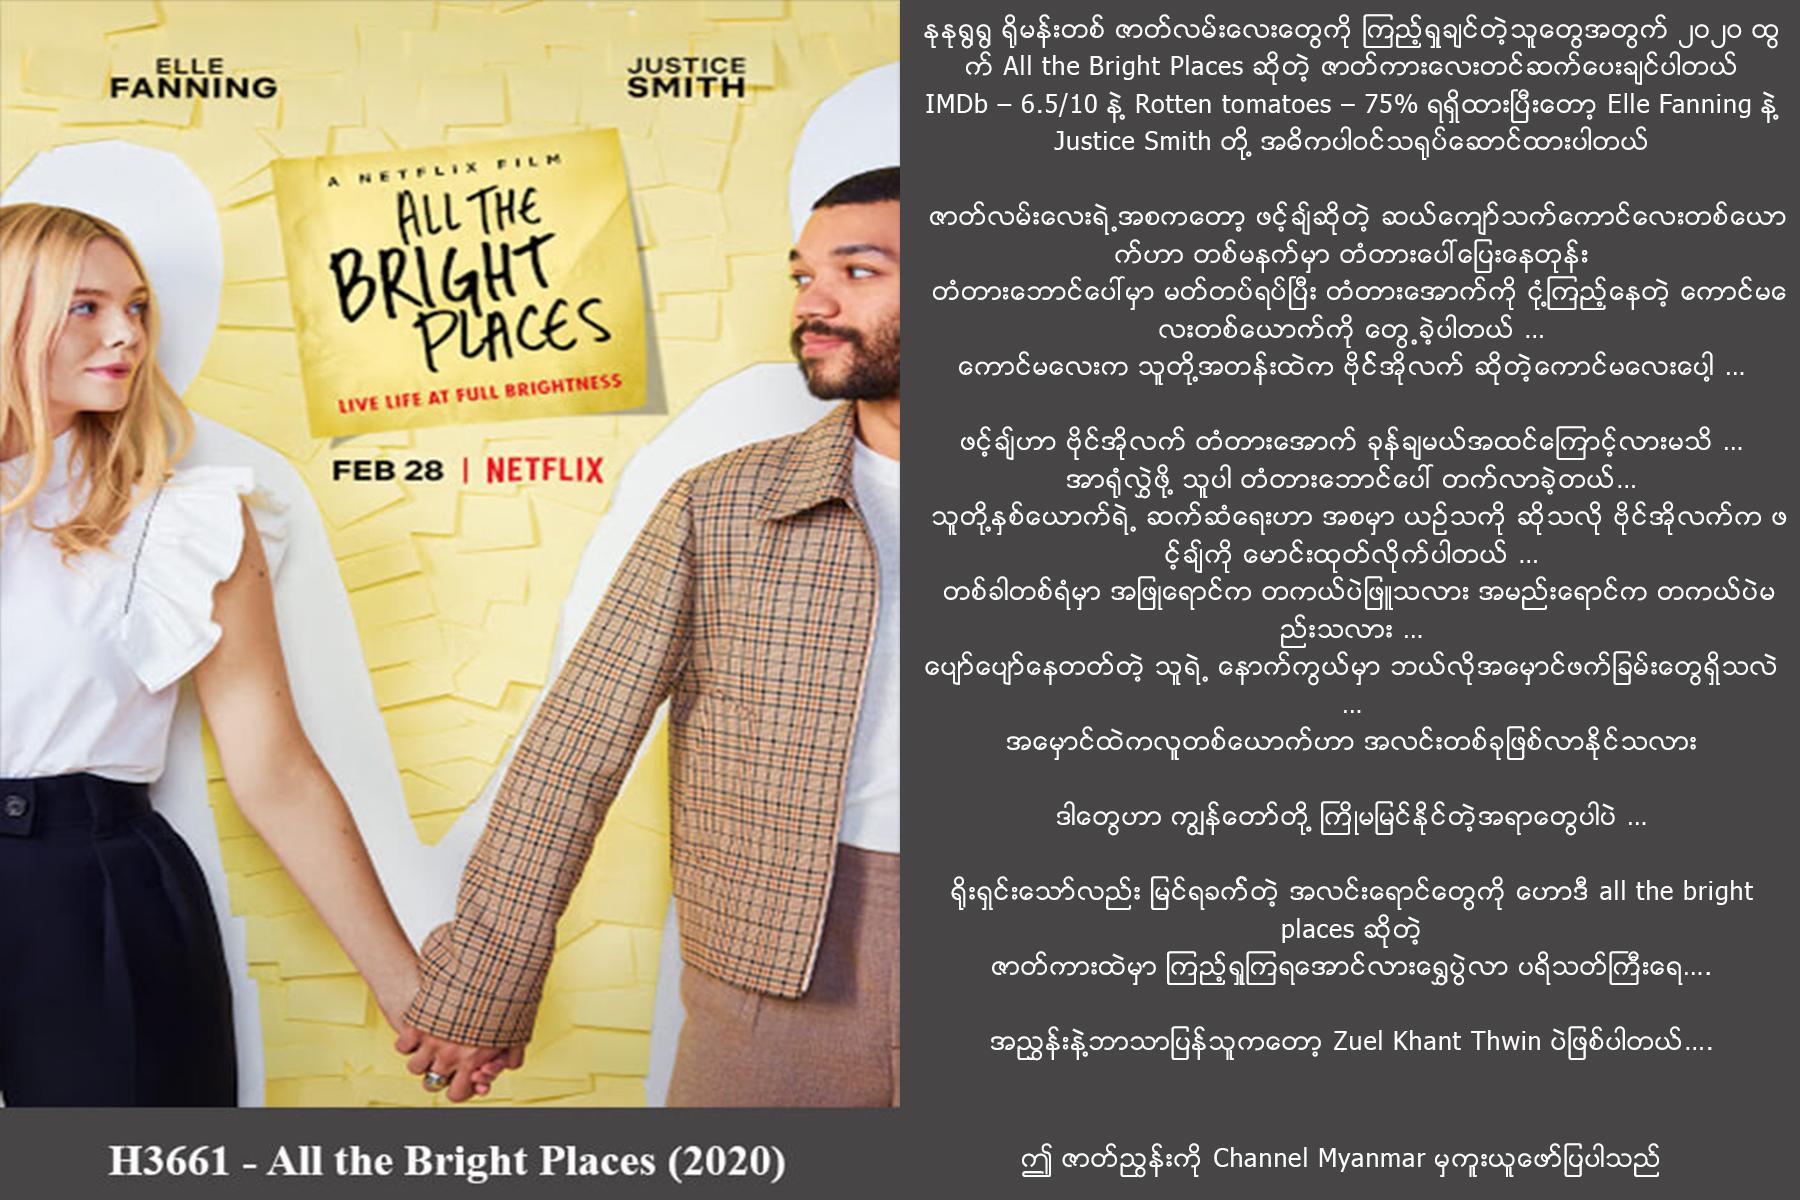 ELLE
FANNING
JUSTICE
SMITH
A NETFLIX FILM
ALL THE
BRIGHT
PLACES
LIVE LIFE AT FULL BRIGHTNESS
FEB 28 | NETFLIX
H3661 - All the Bright Places (2020)
နုနုရွရွ ရိုမန်းတစ် ဇာတ်လမ်းလေးတွေကို ကြည့်ရှုချင်တဲ့သူတွေအတွက် ၂၀၂၀ ထွ
က် All the Bright Places ဆိုတဲ့ ဇာတ်ကားလေးတင်ဆက်ပေးချင်ပါတယ်
IMDb – 6.5/10 နဲ့ Rotten tomatoes – 75% ရရှိထားပြီးတော့ Elle Fanning နဲ့
Justice Smith တို့ အဓိကပါဝင်သရုပ်ဆောင်ထားပါတယ်
ဇာတ်လမ်းလေးရဲ့အစကတော့ ဖင့်ချ်ဆိုတဲ့ ဆယ်ကျော်သက်ကောင်လေးတစ်ယော
က်ဟာ တစ်မနက်မှာ တံတားပေါ်ပြေးနေတုန်း
တံတားဘောင်ပေါ်မှာ မတ်တပ်ရပ်ပြီး တံတားအောက်ကို ငုံ့ကြည့်နေတဲ့ ကောင်မေ
လးတစ်ယောက်ကို တွေ့ခဲ့ပါတယ် ...
ကောင်မလေးက သူတို့အတန်းထဲက ဗိုင်အိုလက် ဆိုတဲ့ကောင်မလေးပေါ့ ...
ဖင့်ချ်ဟာ ဗိုင်အိုလက် တံတားအောက် ခုန်ချမယ်အထင်ကြောင့်လားမသိ ...
အာရုံလွှဲဖို့ သူပါ တံတားဘောင်ပေါ် တက်လာခဲ့တယ်...
သူတို့နှစ်ယောက်ရဲ့ ဆက်ဆံရေးဟာ အစမှာ ယဉ်သကို ဆိုသလို ဗိုင်အိုလက်က ဖ
င့်ချ်ကို မောင်းထုတ်လိုက်ပါတယ် ...
တစ်ခါတစ်ရံမှာ အဖြူရောင်က တကယ်ပဲဖြူသလား အမည်းရောင်က တကယ်ပဲမ
ည်းသလား ...
ပျော်ပျော်နေတတ်တဲ့ သူရဲ့ နောက်ကွယ်မှာ ဘယ်လိုအမှောင်ဖက်ခြမ်းတွေရှိသလဲ
...
အမှောင်ထဲကလူတစ်ယောက်ဟာ အလင်းတစ်ခုဖြစ်လာနိုင်သလား
ဒါတွေဟာ ကျွန်တော်တို့ ကြိုမမြင်နိုင်တဲ့အရာတွေပါပဲ ...
ရိုးရှင်းသော်လည်း မြင်ရခက်တဲ့ အလင်းရောင်တွေကို ဟောဒီ all the bright
places ဆိုတဲ့
ဇာတ်ကားထဲမှာ ကြည့်ရှုကြရအောင်လားရွှေပွဲလာ ပရိသတ်ကြီးရေ....
အညွှန်းနဲ့ဘာသာပြန်သူကတော့ Zuel Khant Thwin ပဲဖြစ်ပါတယ်....
ဤ ဇာတ်ညွှန်းကို Channel Myanmar မှကူးယူဖော်ပြပါသည်